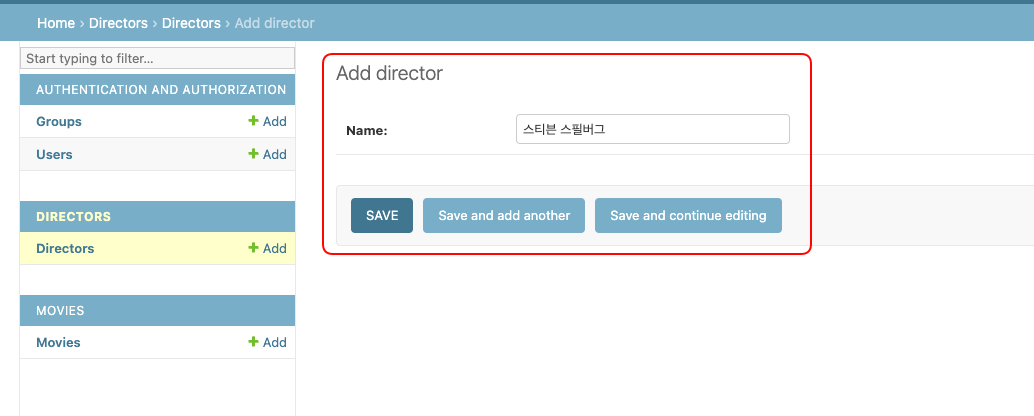 Home › Directors › Directors › Add director
Start typing to filter...
AUTHENTICATION AND AUTHORIZATION
Groups + Add
Users + Add
DIRECTORS
Directors + Add
MOVIES
Movies + Add
Add director
Name: 스티븐 스필버그
SAVE Save and add another Save and continue editing